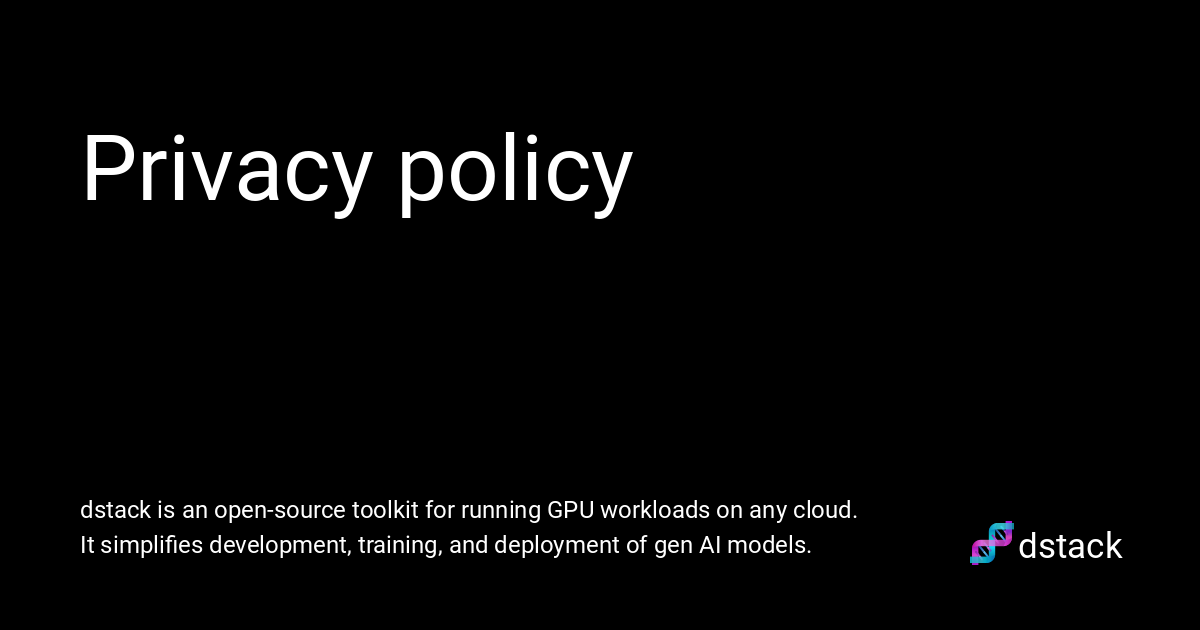 Privacy policy
dstack is an open-source toolkit for running GPU workloads on any cloud.
It simplifies development, training, and deployment of gen AI models.
dstack